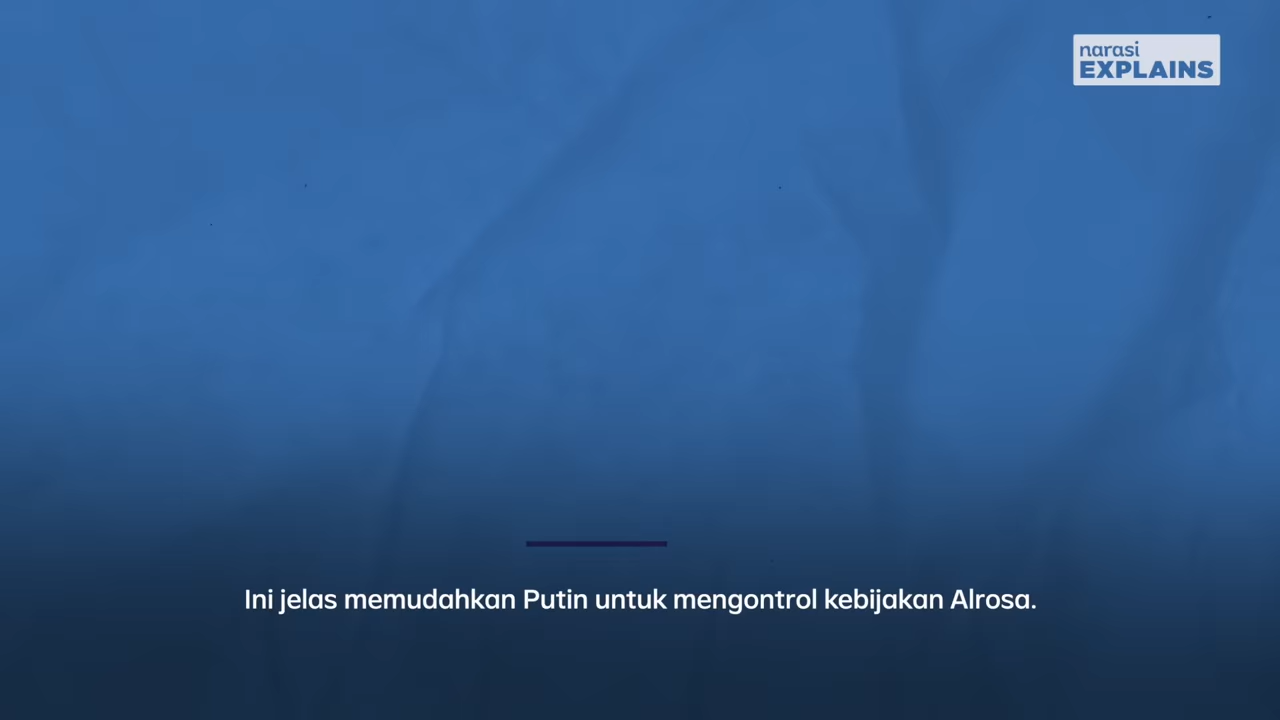 narasi
EXPLAINS
Ini jelas memudahkan Putin untuk mengontrol kebijakan Alrosa.